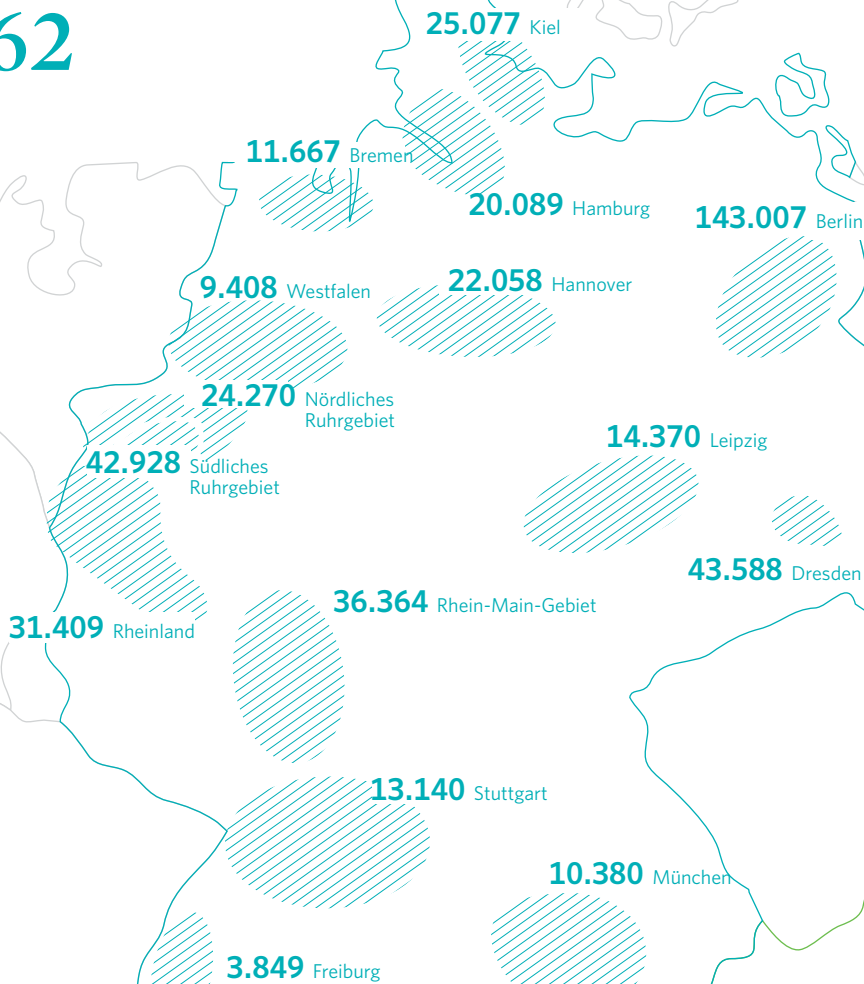 62
25.077 Kiel
11.667 Bremen
20.089 Hamburg
143.007 Berlin
9.408 Westfalen
22.058 Hannover
24.270 Nördliches
Ruhrgebiet
14.370 Leipzig
42.928 Südliches
Ruhrgebiet
43.588 Dresden
36.364 Rhein-Main-Gebiet
31.409 Rheinland
13.140 Stuttgart
10.380 München
3.849 Freiburg